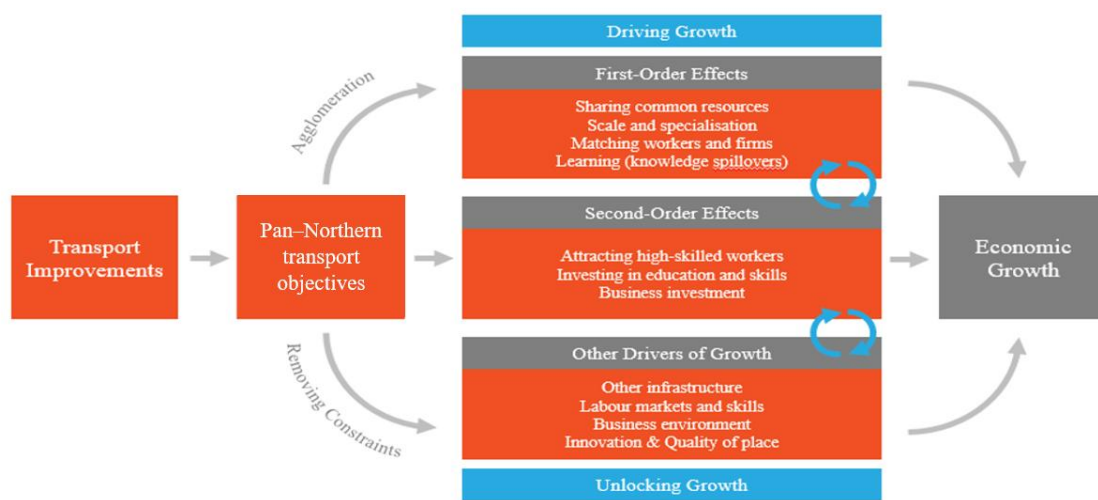 Driving Growth
First-Order Effects
Sharing common resources
Scale and specialisation
Matching workers and firms
Learning (knowledge spillovers)
Agglomeration
Transport
Improvements
Pan–Northern
transport
objectives
Second-Order Effects
Attracting high-skilled workers
Investing in education and skills
Business investment
Economic
Growth
Removing Constraints
Other Drivers of Growth
Other infrastructure
Labour markets and skills
Business environment
Innovation & Quality of place
Unlocking Growth